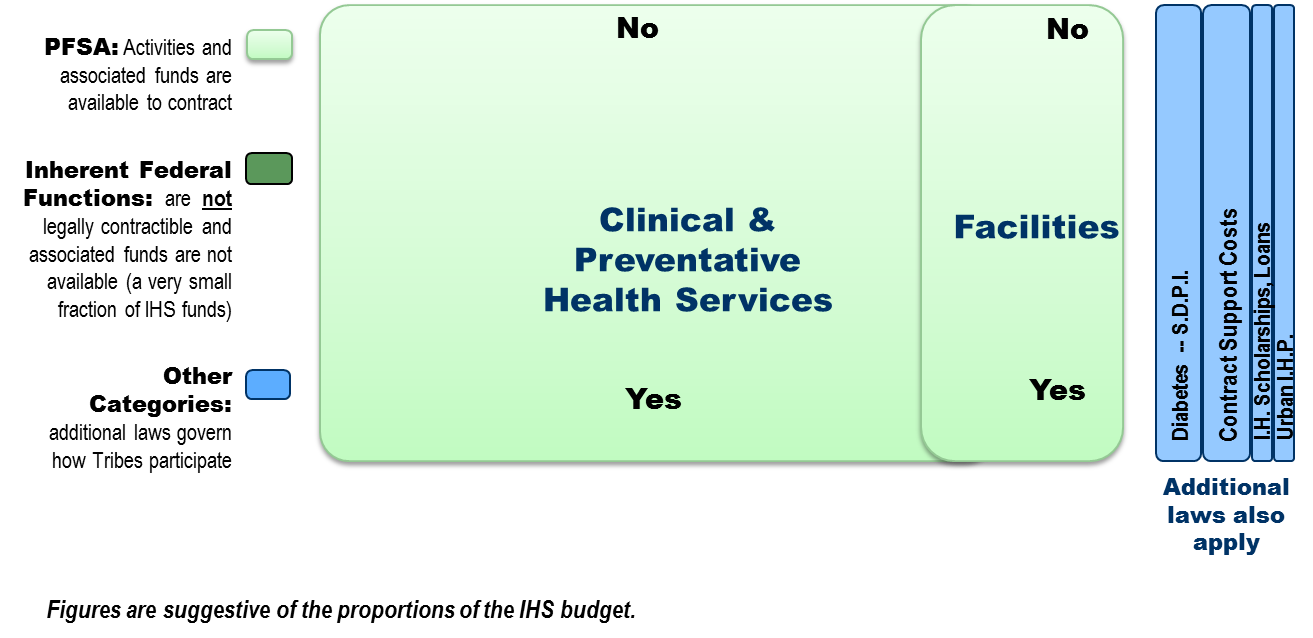 PFSA: Activities and
associated funds are
available to contract
Inherent Federal
Functions: are not
legally contractible and
associated funds are not
available (a very small
fraction of IHS funds)
Other
Categories:
additional laws govern
how Tribes participate
No
Clinical &
Preventative
Health Services
Yes
No
Facilities
Yes
Diabetes -- S.D.P.I.
Contract Support Costs
I.H. Scholarships, Loans
Urban I.H.P.
Additional
laws also
apply
Figures are suggestive of the proportions of the IHS budget.